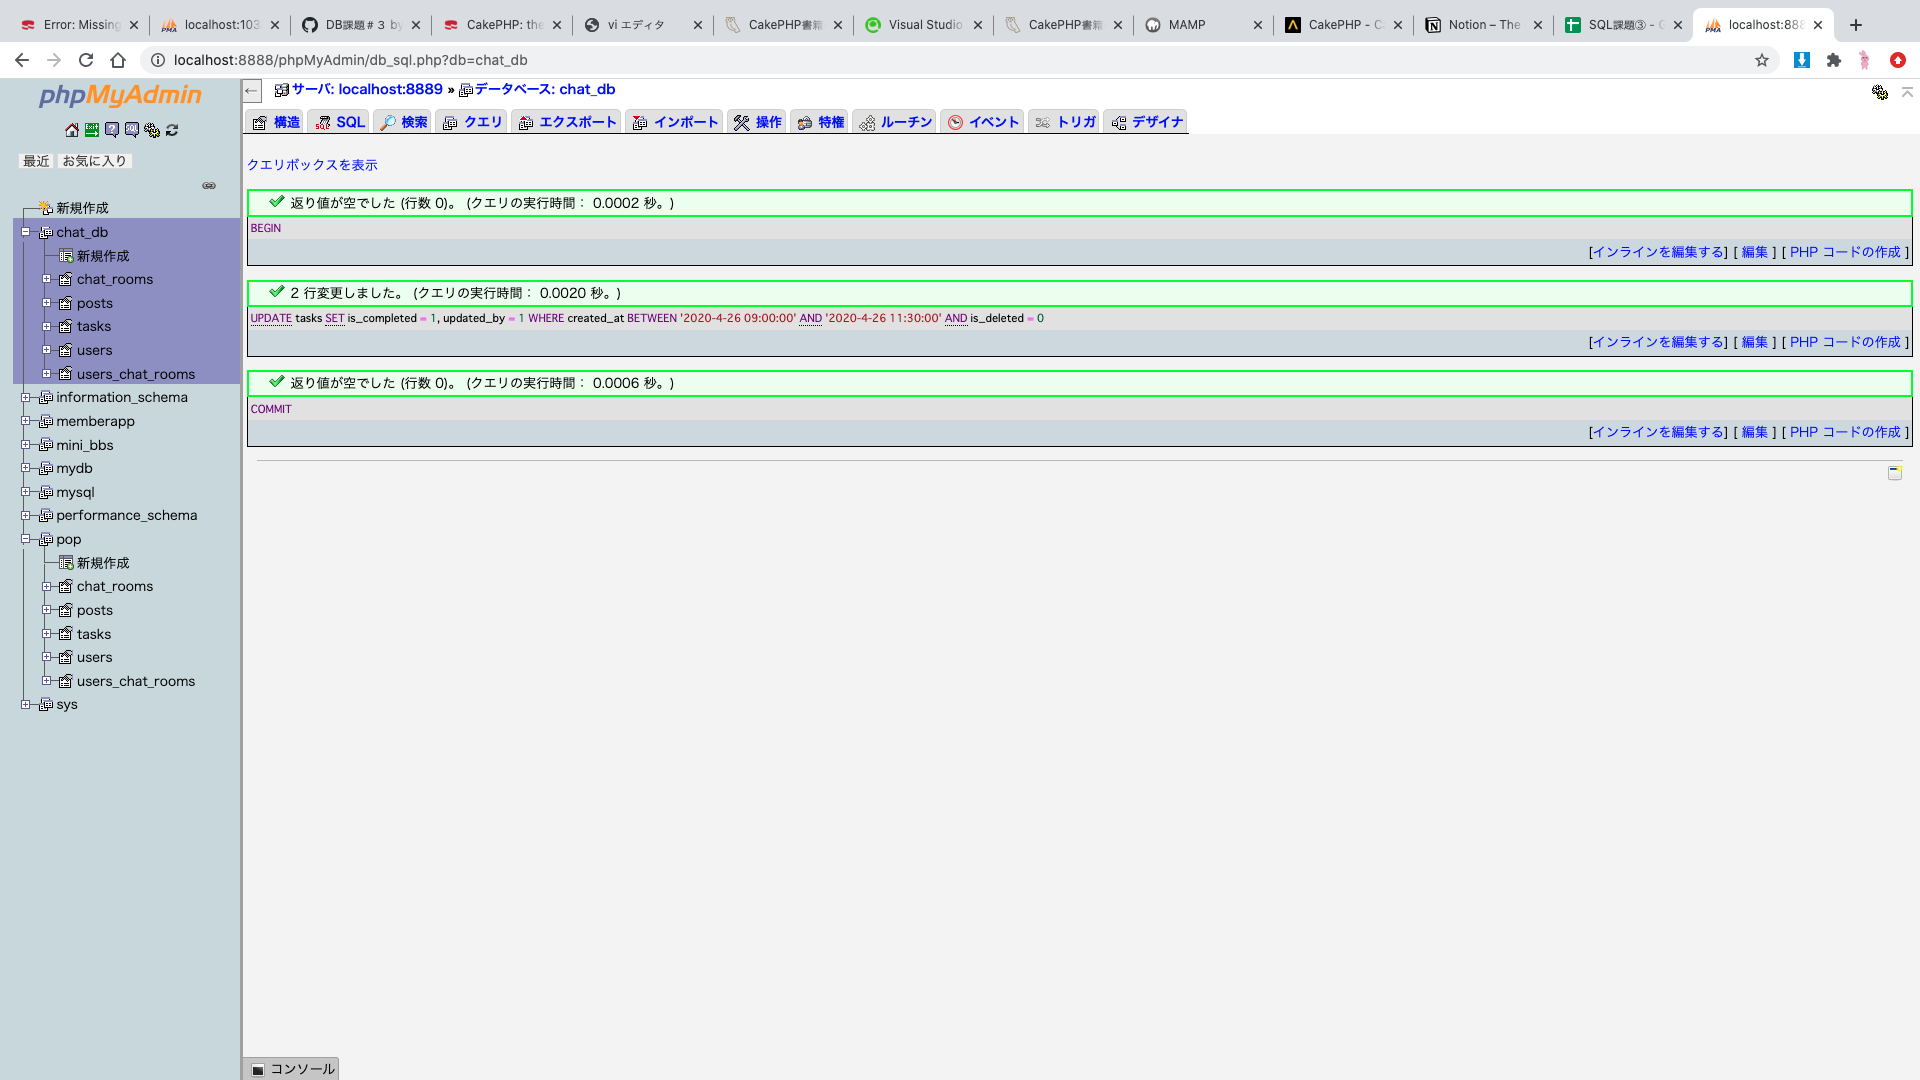 Error: Missing
localhost:103
DB課題＃３ by
CakePHP: the
vi エディタ
CakePHP書籍
Visual Studio
CakePHP書籍
MAMP
CakePHP - C
Notion – The
SQL課題③ - G
localhost:888
localhost:8888/phpMyAdmin/db_sql.php?db=chat_db
phpMyAdmin
最近 お気に入り
新規作成
chat_db
新規作成
chat_rooms
posts
tasks
users
users_chat_rooms
information_schema
memberapp
mini_bbs
mydb
mysql
performance_schema
pop
新規作成
chat_rooms
posts
tasks
users
users_chat_rooms
sys
サーバ: localhost:8889 » データベース: chat_db
構造 SQL 検索 クエリ エクスポート インポート 操作 特権 ルーチン イベント トリガ デザイナ
クエリボックスを表示
返り値が空でした (行数 0)。 (クエリの実行時間： 0.0002 秒。)
BEGIN
[インラインを編集する] [ 編集 ] [ PHP コードの作成 ]
2 行変更しました。 (クエリの実行時間： 0.0020 秒。)
UPDATE tasks SET is_completed = 1, updated_by = 1 WHERE created_at BETWEEN '2020-4-26 09:00:00' AND '2020-4-26 11:30:00' AND is_deleted = 0
[インラインを編集する] [ 編集 ] [ PHP コードの作成 ]
返り値が空でした (行数 0)。 (クエリの実行時間： 0.0006 秒。)
COMMIT
[インラインを編集する] [ 編集 ] [ PHP コードの作成 ]
コンソール